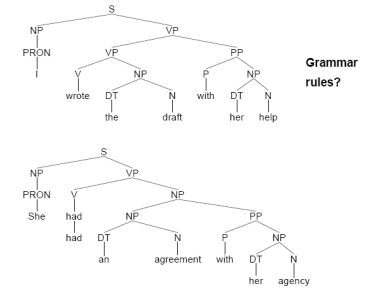 S
NP VP
PRON VP PP
I V NP P NP
wrote DT N with DT N
the draft her help
Grammar
rules?
S
NP VP
PRON V NP
She had NP PP
had DT N P NP
an agreement with DT N
her agency